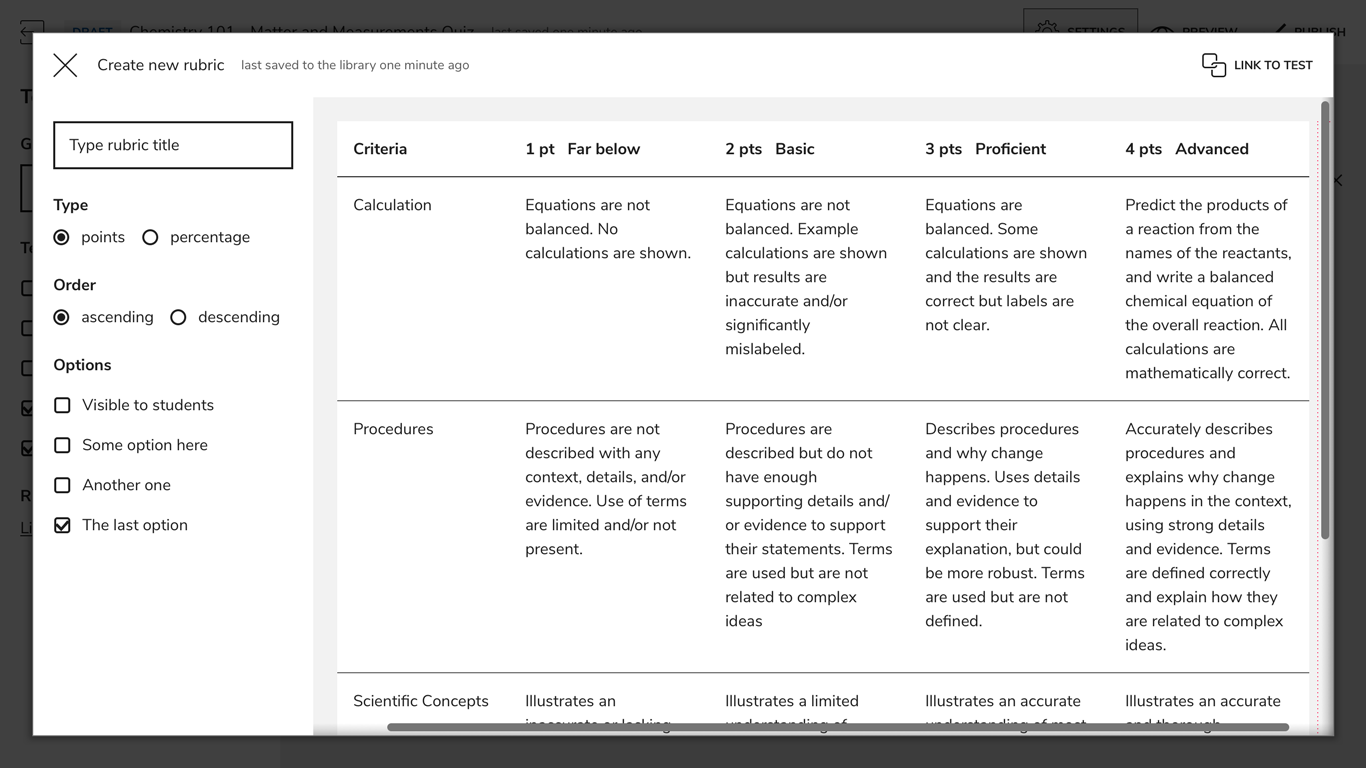 DRAFT Chemistry 101 – Matter and Measurements Quiz last saved one minute ago SETTINGS PREVIEW PUBLISH
Create new rubric last saved to the library one minute ago LINK TO TEST
Type rubric title
Type
points percentage
Order
ascending descending
Options
Visible to students
Some option here
Another one
The last option
Criteria
1 pt Far below
2 pts Basic
3 pts Proficient
4 pts Advanced
Calculation
Equations are not
balanced. No
calculations are shown.
Equations are not
balanced. Example
calculations are shown
but results are
inaccurate and/or
significantly
mislabeled.
Equations are
balanced. Some
calculations are shown
and the results are
correct but labels are
not clear.
Predict the products of
a reaction from the
names of the reactants,
and write a balanced
chemical equation of
the overall reaction. All
calculations are
mathematically correct.
Procedures
Procedures are not
described with any
context, details, and/or
evidence. Use of terms
are limited and/or not
present.
Procedures are
described but do not
have enough
supporting details and/
or evidence to support
their statements. Terms
are used but are not
related to complex
ideas
Describes procedures
and why change
happens. Uses details
and evidence to
support their
explanation, but could
be more robust. Terms
are used but are not
defined.
Accurately describes
procedures and
explains why change
happens in the context,
using strong details
and evidence. Terms
are defined correctly
and explain how they
are related to complex
ideas.
Scientific Concepts
Illustrates an
inaccurate or lacking
Illustrates a limited
understanding of
Illustrates an accurate
understanding of most
Illustrates an accurate
and thorough